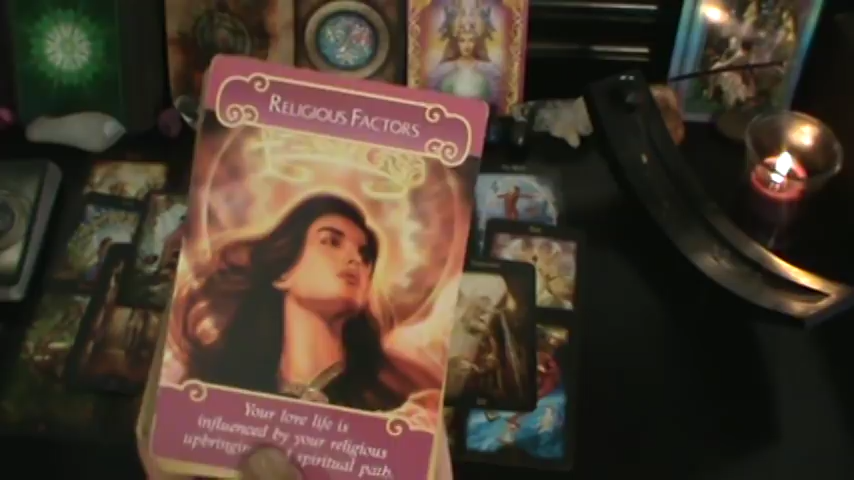 RELIGIOUS FACTORS
Your love life is
influenced by your religious
spiritual path.